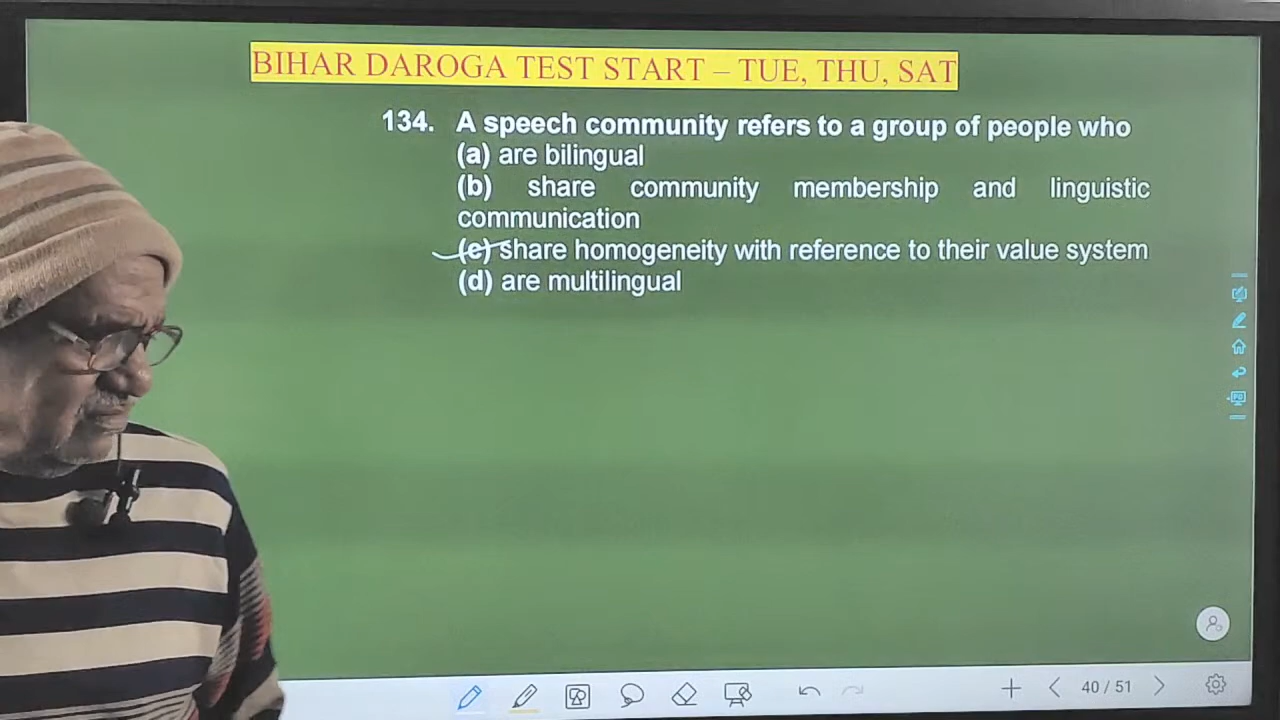 BIHAR DAROGA TEST START – TUE, THU, SAT
134. A speech community refers to a group of people who
(a) are bilingual
(b) share community membership and linguistic
communication
(c) share homogeneity with reference to their value system
(d) are multilingual
40 / 51